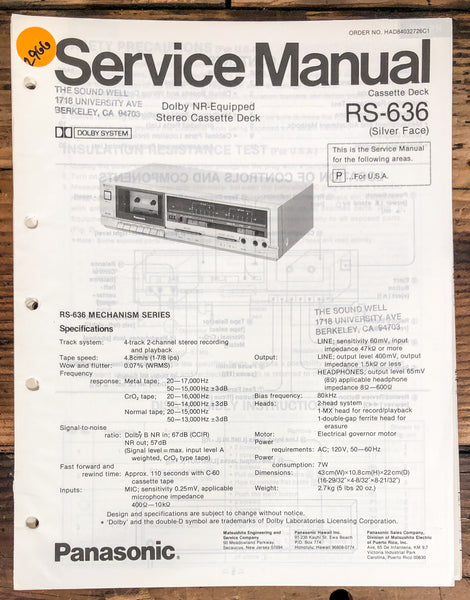 2966
ORDER NO. HAD84032726C1
Service Manual
THE SOUND WELL
1718 UNIVERSITY AVE
BERKELEY, CA 94703
DOLBY SYSTEM
Dolby NR-Equipped
Stereo Cassette Deck
Cassette Deck
RS-636
(Silver Face)
This is the Service Manual
for the following areas.
P ...For U.S.A.
THE SOUND WELL
1718 UNIVERSITY AVE
BERKELEY, CA 94703
RS-636 MECHANISM SERIES
Specifications
Track system: 4-track 2-channel stereo recording
and playback
Tape speed: 4.8cm/s (1-7/8 ips)
Wow and flutter: 0.07% (WRMS)
Frequency
response: Metal tape; 20—17,000Hz
50—15,000Hz ±3dB
CrO₂ tape; 20—16,000Hz
50—14,000Hz ±3dB
Normal tape; 20—15,000Hz
50—13,000Hz ±3dB
Signal-to-noise
ratio: Dolby B NR in; 67dB (CCIR)
NR out; 57dB
(Signal level = max. input level A
weighted, CrO₂ type tape)
Fast forward and
rewind time: Approx. 110 seconds with C-60
cassette tape
Inputs: MIC; sensitivity 0.25mV, applicable
microphone impedance
400Ω—10kΩ
LINE; sensitivity 60mV, input
impedance 47kΩ or more
Output: LINE; output level 400mV, output
impedance 1.5kΩ or less
HEADPHONES; output level 65mV
(8Ω) applicable headphone
impedance 8Ω—600Ω
Bias frequency: 80kHz
Heads: 2-head system
1-MX head for record/playback
1-double-gap ferrite head for
erasure
Motor: Electrical governor motor
Power
requirements: AC; 120V, 50-60Hz
Power
consumption: 7W
Dimensions: 43cm(W)×10.8cm(H)×22cm(D)
(16-29/32"×4-8/32"×8-21/32")
Weight: 2.7kg (5 lbs 20 oz.)
Design and specifications are subject to change without notice.
* 'Dolby' and the double-D symbol are trademarks of Dolby Laboratories Licensing Corporation.
Panasonic.
Matsushita Engineering and
Service Company
50 Meadowland Parkway,
Secaucus, New Jersey 07094
Panasonic Hawaii Inc.
91-238 Kauhi St. Ewa Beach
P.O. Box 774
Honolulu, Hawaii 96808-0774
Panasonic Sales Company,
Division of Matsushita Electric
of Puerto Rico, Inc.
Ave. 65 De Infanteria, KM 9.7
Victoria Industrial Park
Carolina, Puerto Rico 00630